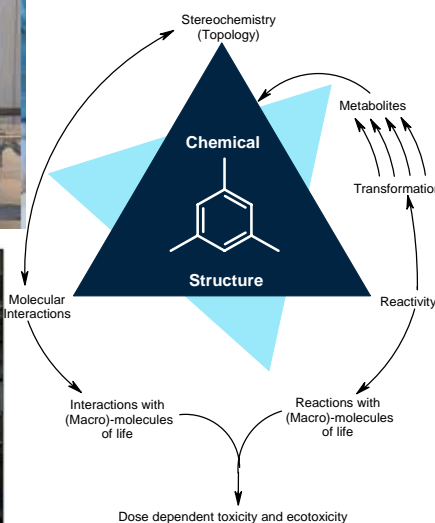 Stereochemistry
(Topology)
Metabolites
Chemical
Transformation
Structure
Molecular
Interactions
Reactivity
Interactions with
(Macro)-molecules
of life
Reactions with
(Macro)-molecules
of life
Dose dependent toxicity and ecotoxicity